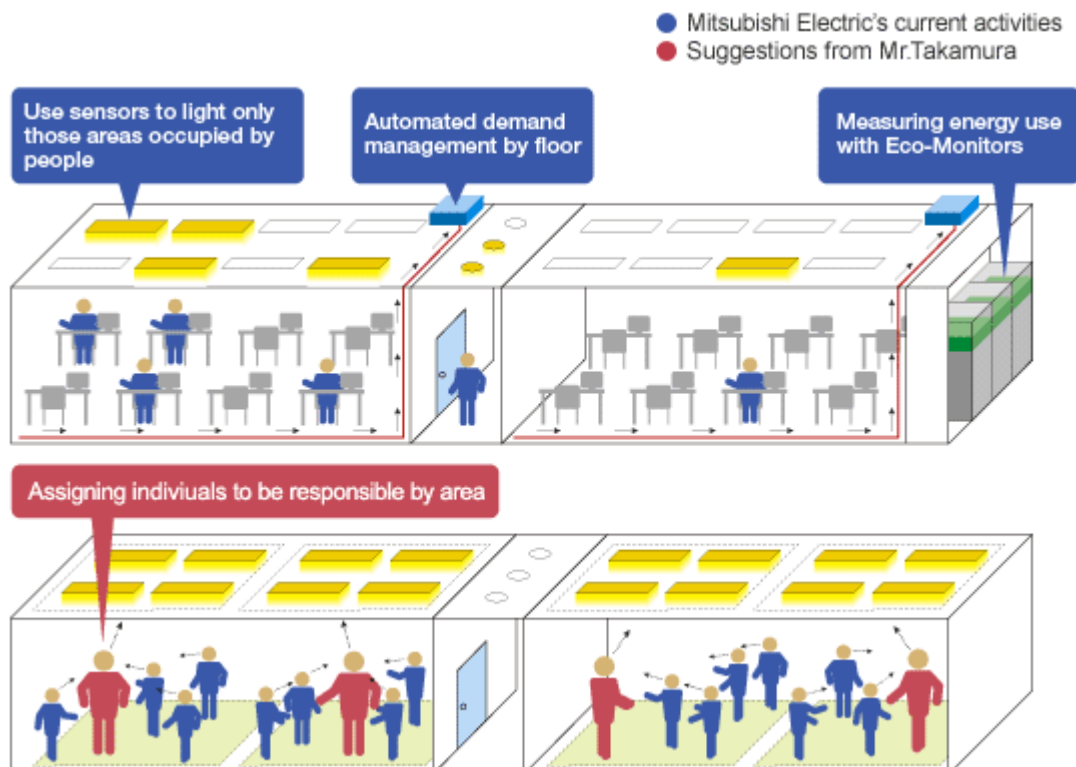 Mitsubishi Electric's current activities
Suggestions from Mr.Takamura
Use sensors to light only
those areas occupied by
people
Automated demand
management by floor
Measuring energy use
with Eco-Monitors
Assigning indiviuals to be responsible by area